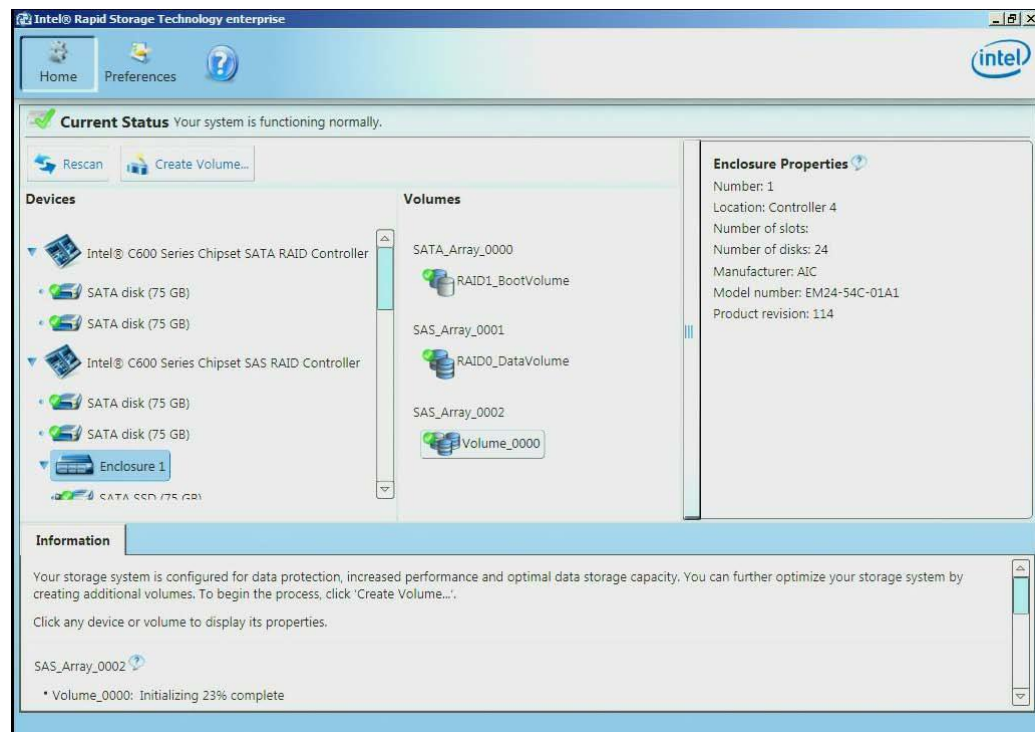 Intel® Rapid Storage Technology enterprise
Home
Preferences
intel
Current Status Your system is functioning normally.
Rescan
Create Volume...
Devices
Intel® C600 Series Chipset SATA RAID Controller
SATA disk (75 GB)
SATA disk (75 GB)
Intel® C600 Series Chipset SAS RAID Controller
SATA disk (75 GB)
SATA disk (75 GB)
Enclosure 1
SATA SSD (75 GB)
Volumes
SATA_Array_0000
RAID1_BootVolume
SAS_Array_0001
RAID0_DataVolume
SAS_Array_0002
Volume_0000
Enclosure Properties
Number: 1
Location: Controller 4
Number of slots:
Number of disks: 24
Manufacturer: AIC
Model number: EM24-54C-01A1
Product revision: 114
Information
Your storage system is configured for data protection, increased performance and optimal data storage capacity. You can further optimize your storage system by
creating additional volumes. To begin the process, click 'Create Volume...'.
Click any device or volume to display its properties.
SAS_Array_0002
• Volume_0000: Initializing 23% complete